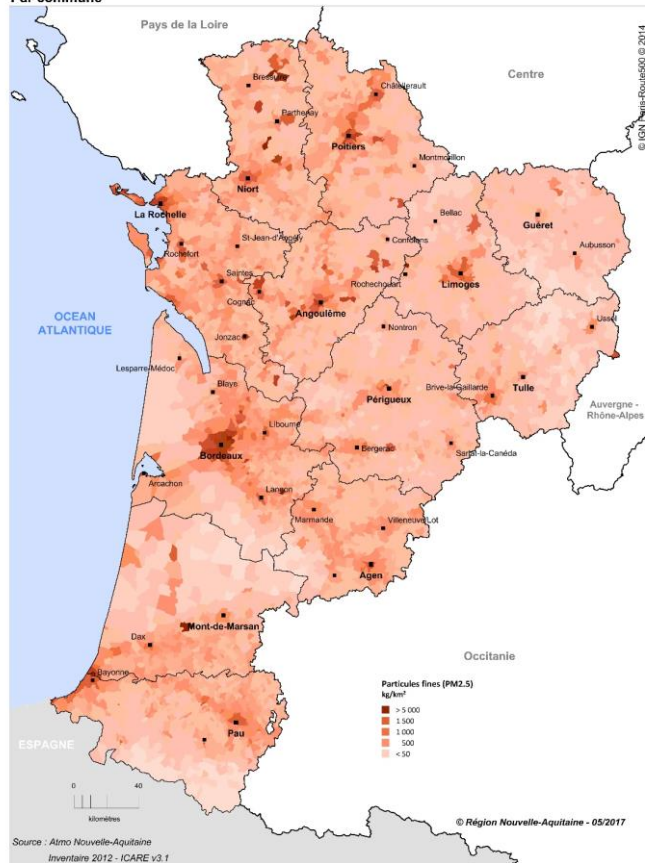 Par commune
Pays de la Loire
© IGN Paris-Route500 © 2014
Centre
Bressuire
Châtellerault
Parthenay
Poitiers
Montmorillon
Niort
La Rochelle
Bellac
Guéret
St-Jean-d'Angély
Confolens
Rochefort
Aubusson
Saintes
Rochechouart
Limoges
Cognac
Angoulême
OCEAN
ATLANTIQUE
Jonzac
Nontron
Ussel
Lesparre-Médoc
Blaye
Périgueux
Brive-la-Gaillarde
Tulle
Auvergne -
Rhône-Alpes
Libourne
Bordeaux
Bergerac
Sarlat-la-Canéda
Arcachon
Langon
Marmande
Villeneuve/Lot
Agen
Mont-de-Marsan
Dax
Occitanie
Bayonne
Particules fines (PM2.5)
kg/km²
> 5 000
1 500
1 000
500
< 50
Pau
ESPAGNE
0 40
kilomètres
© Région Nouvelle-Aquitaine - 05/2017
Source : Atmo Nouvelle-Aquitaine
Inventaire 2012 - ICARE v3.1